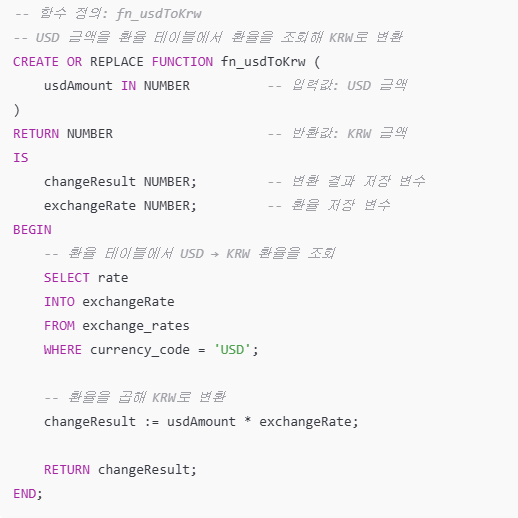 -- 함수 정의: fn_usdToKrw
-- USD 금액을 환율 테이블에서 환율을 조회해 KRW로 변환
CREATE OR REPLACE FUNCTION fn_usdToKrw (
    usdAmount IN NUMBER          -- 입력값: USD 금액
)
RETURN NUMBER                    -- 반환값: KRW 금액
IS
    changeResult NUMBER;         -- 변환 결과 저장 변수
    exchangeRate NUMBER;         -- 환율 저장 변수
BEGIN
    -- 환율 테이블에서 USD → KRW 환율을 조회
    SELECT rate
    INTO exchangeRate
    FROM exchange_rates
    WHERE currency_code = 'USD';
    -- 환율을 곱해 KRW로 변환
    changeResult := usdAmount * exchangeRate;
    RETURN changeResult;
END;